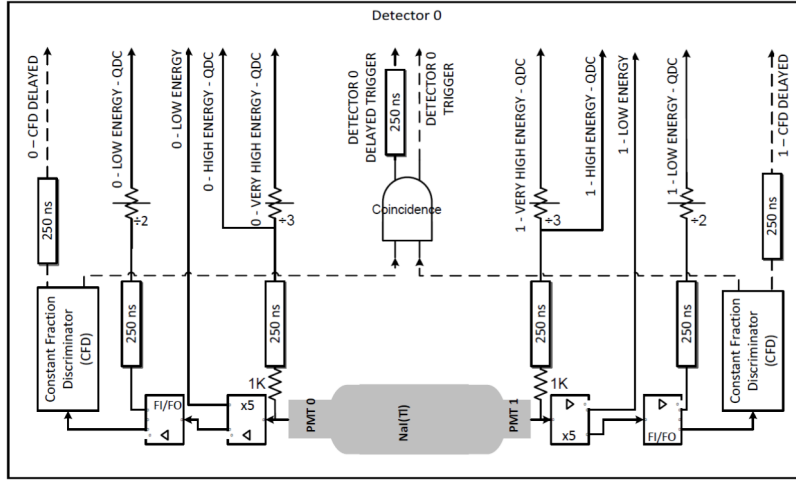 Detector 0
0 – CFD DELAYED
0 - LOW ENERGY - QDC
0 - LOW ENERGY
0 - HIGH ENERGY - QDC
0 - VERY HIGH ENERGY - QDC
DETECTOR 0
DELAYED TRIGGER
DETECTOR 0
TRIGGER
1 - VERY HIGH ENERGY - QDC
1 - HIGH ENERGY - QDC
1 - LOW ENERGY
1 - LOW ENERGY - QDC
1 – CFD DELAYED
250 ns
250 ns
250 ns
÷2
÷3
Coincidence
÷3
÷2
250 ns
250 ns
250 ns
250 ns
Constant Fraction
Discriminator
(CFD)
Constant Fraction
Discriminator
(CFD)
1K
1K
FI/FO
x5
PMT 0
NaI(Tl)
PMT 1
x5
FI/FO